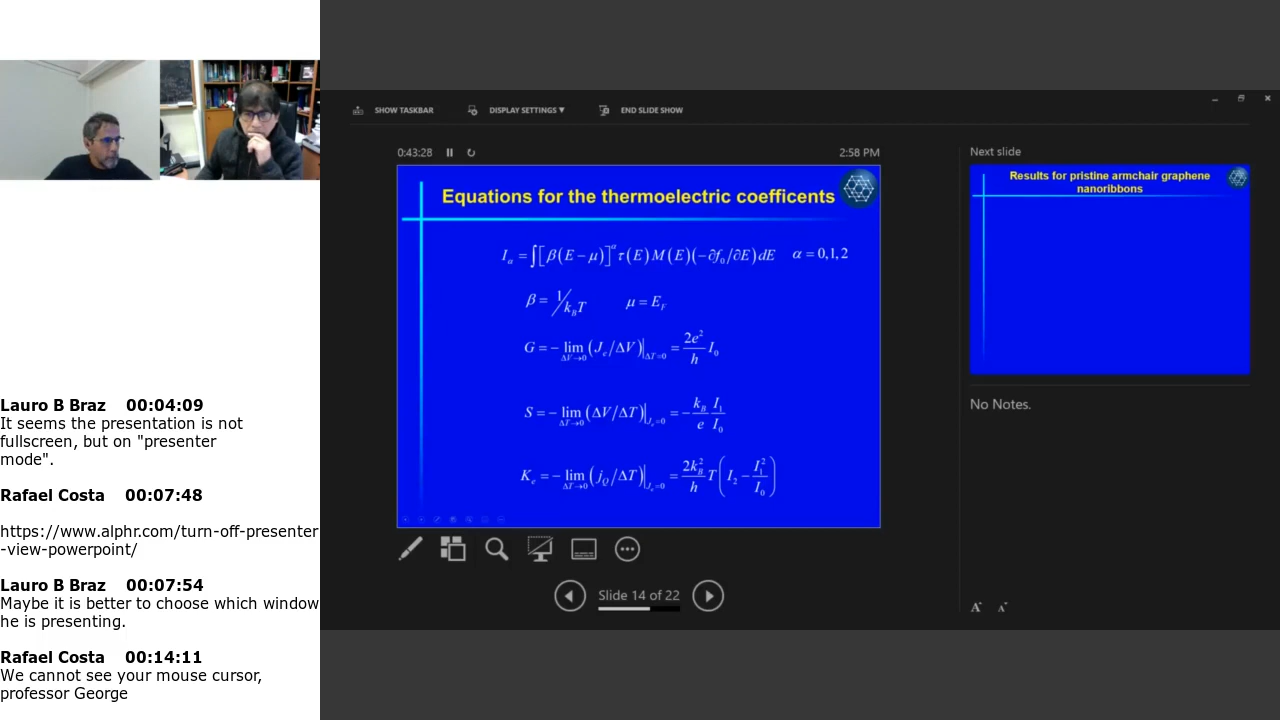 SHOW TASKBAR
DISPLAY SETTINGS ▼
END SLIDE SHOW
0:43:28
2:58 PM
Equations for the thermoelectric coefficents
I_α = ∫[β(E−μ)]^α τ(E)M(E)(−∂f₀/∂E)dE α = 0,1,2
β = 1/k_BT μ = E_F
G = − lim_{ΔV→0} (J_e/ΔV)|_{ΔT=0} = 2e²/h I₀
S = − lim_{ΔT→0} (ΔV/ΔT)|_{J_e=0} = − k_B/e I₁/I₀
K_e = − lim_{ΔT→0} (j_Q/ΔT)|_{J_e=0} = 2k_B²/h T(I₂ − I₁²/I₀)
Slide 14 of 22
Next slide
Results for pristine armchair graphene
nanoribbons
No Notes.
A A
Lauro B Braz 00:04:09
It seems the presentation is not
fullscreen, but on "presenter
mode".
Rafael Costa 00:07:48
https://www.alphr.com/turn-off-presenter
-view-powerpoint/
Lauro B Braz 00:07:54
Maybe it is better to choose which window
he is presenting.
Rafael Costa 00:14:11
We cannot see your mouse cursor,
professor George